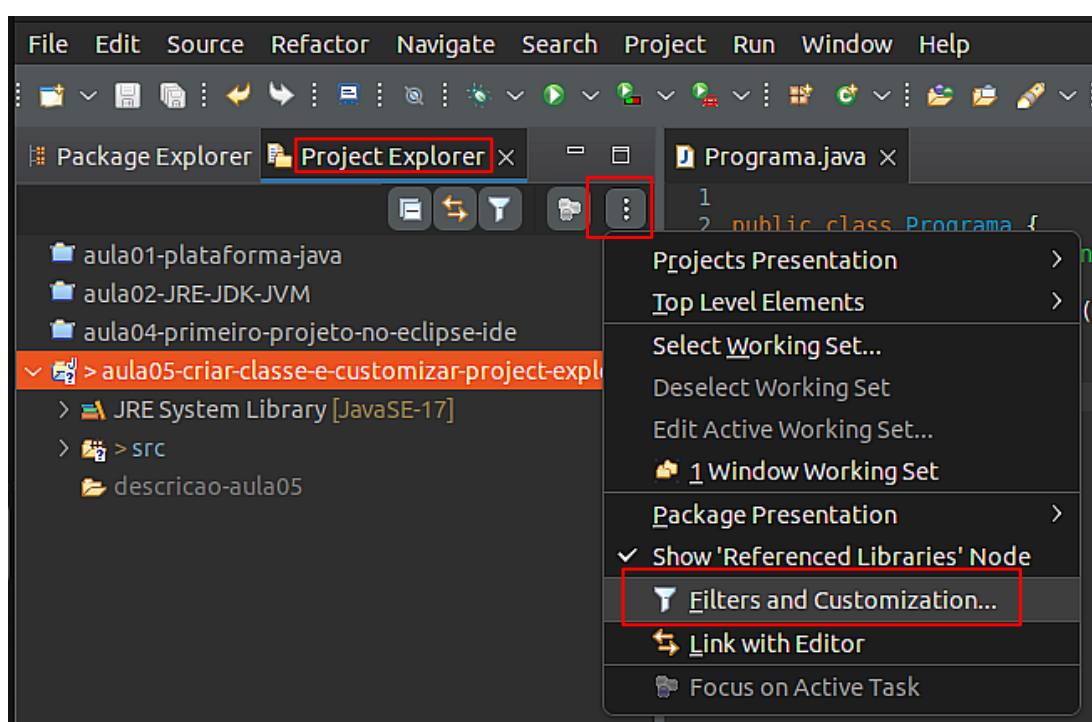 File Edit Source Refactor Navigate Search Project Run Window Help
Package Explorer Project Explorer
Programa.java
1
2 public class Programa {
aula01-plataforma-java
aula02-JRE-JDK-JVM
aula04-primeiro-projeto-no-eclipse-ide
> aula05-criar-classe-e-customizar-project-expl
JRE System Library [JavaSE-17]
> src
descricao-aula05
Projects Presentation
Top Level Elements
Select Working Set...
Deselect Working Set
Edit Active Working Set...
1 Window Working Set
Package Presentation
Show 'Referenced Libraries' Node
Filters and Customization...
Link with Editor
Focus on Active Task